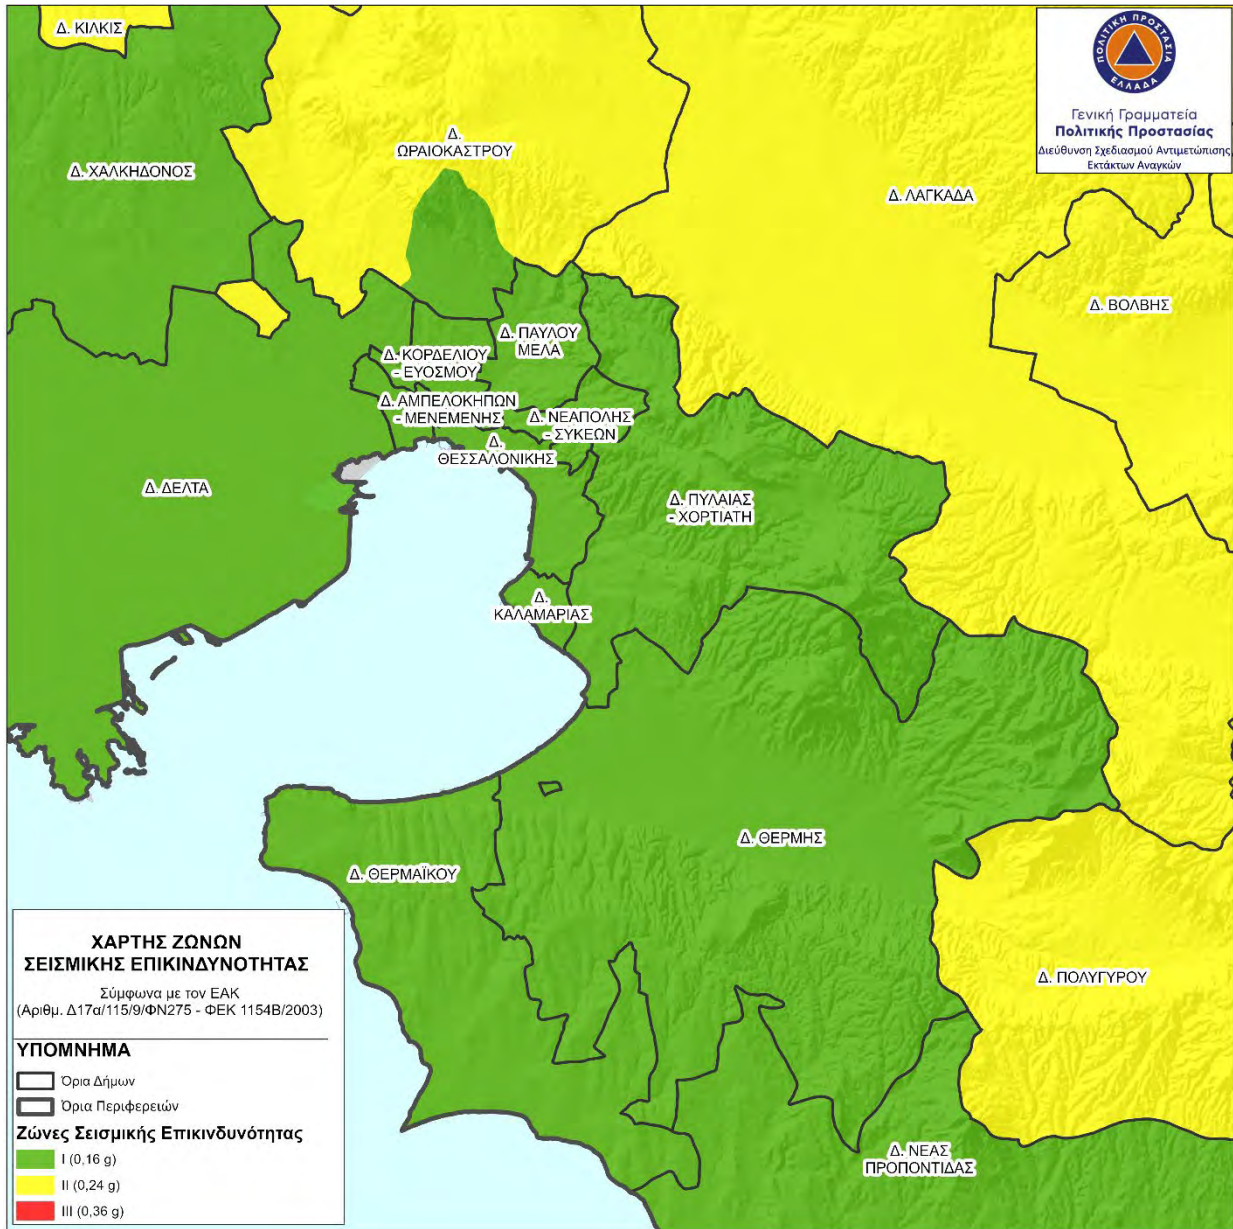 Δ. ΚΙΛΚΙΣ
ΠΟΛΙΤΙΚΗ ΠΡΟΣΤΑΣΙΑ
ΕΛΛΑΔΑ
Γενική Γραμματεία
Πολιτικής Προστασίας
Διεύθυνση Σχεδιασμού Αντιμετώπισης
Εκτάκτων Αναγκών
Δ. ΧΑΛΚΗΔΟΝΟΣ
Δ.
ΩΡΑΙΟΚΑΣΤΡΟΥ
Δ. ΛΑΓΚΑΔΑ
Δ. ΒΟΛΒΗΣ
Δ. ΠΑΥΛΟΥ
ΜΕΛΑ
Δ. ΚΟΡΔΕΛΙΟΥ
- ΕΥΟΣΜΟΥ
Δ. ΑΜΠΕΛΟΚΗΠΩΝ
- ΜΕΝΕΜΕΝΗΣ
Δ. ΝΕΑΠΟΛΗΣ
- ΣΥΚΕΩΝ
Δ.
ΘΕΣΣΑΛΟΝΙΚΗΣ
Δ. ΔΕΛΤΑ
Δ. ΠΥΛΑΙΑΣ
- ΧΟΡΤΙΑΤΗ
Δ.
ΚΑΛΑΜΑΡΙΑΣ
Δ. ΘΕΡΜΗΣ
Δ. ΘΕΡΜΑΪΚΟΥ
Δ. ΠΟΛΥΓΥΡΟΥ
Δ. ΝΕΑΣ
ΠΡΟΠΟΝΤΙΔΑΣ
ΧΑΡΤΗΣ ΖΩΝΩΝ
ΣΕΙΣΜΙΚΗΣ ΕΠΙΚΙΝΔΥΝΟΤΗΤΑΣ
Σύμφωνα με τον ΕΑΚ
(Αριθμ. Δ17α/115/9/ΦΝ275 - ΦΕΚ 1154Β/2003)
ΥΠΟΜΝΗΜΑ
Όρια Δήμων
Όρια Περιφερειών
Ζώνες Σεισμικής Επικινδυνότητας
I (0,16 g)
II (0,24 g)
III (0,36 g)